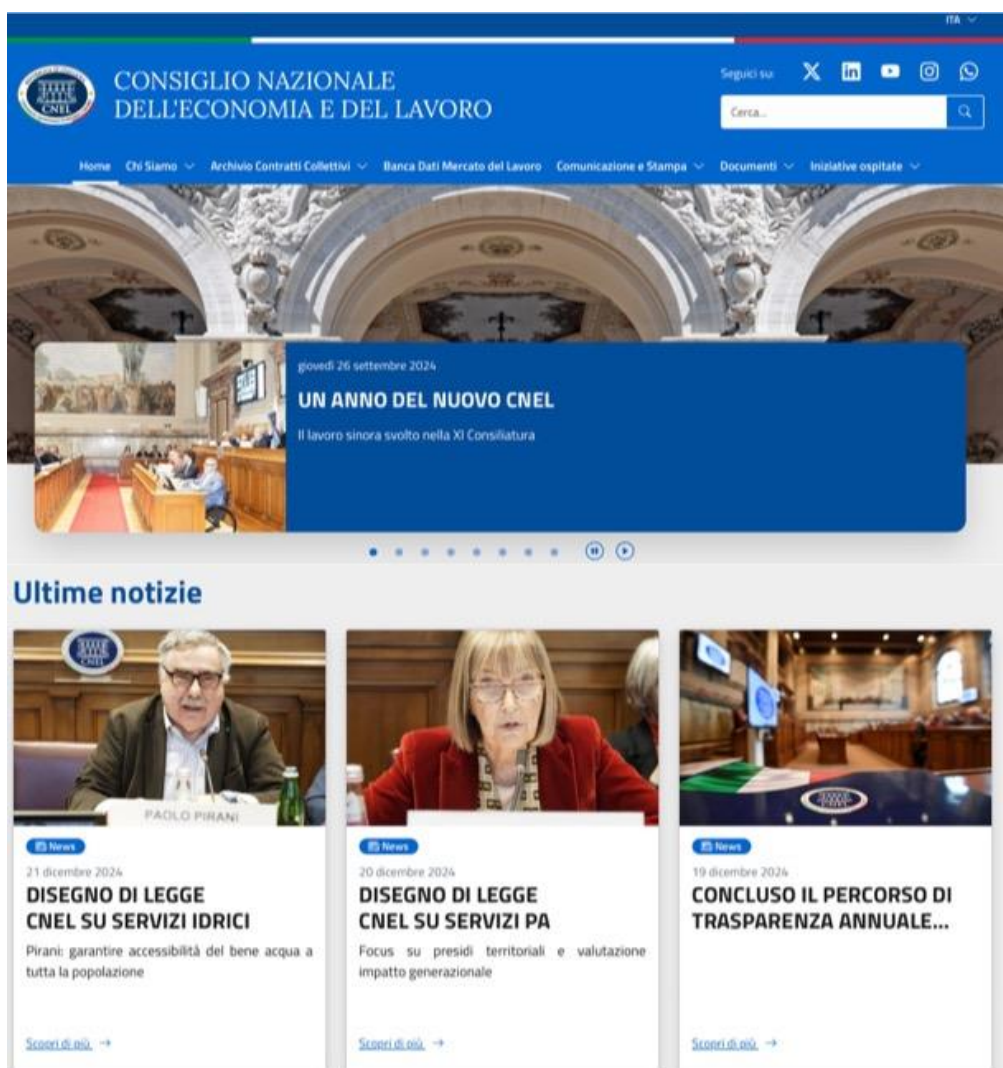 ITA
CNEL
CONSIGLIO NAZIONALE
DELL'ECONOMIA E DEL LAVORO
Seguici su:
Cerca...
Home Chi Siamo Archivio Contratti Collettivi Banca Dati Mercato del Lavoro Comunicazione e Stampa Documenti Iniziative ospitate
giovedì 26 settembre 2024
UN ANNO DEL NUOVO CNEL
Il lavoro sinora svolto nella XI Consiliatura
Ultime notizie
CNEL
PAOLO PIRANI
News
21 dicembre 2024
DISEGNO DI LEGGE
CNEL SU SERVIZI IDRICI
Pirani: garantire accessibilità del bene acqua a
tutta la popolazione
Scopri di più
News
20 dicembre 2024
DISEGNO DI LEGGE
CNEL SU SERVIZI PA
Focus su presidi territoriali e valutazione
impatto generazionale
Scopri di più
News
19 dicembre 2024
CONCLUSO IL PERCORSO DI
TRASPARENZA ANNUALE...
Scopri di più